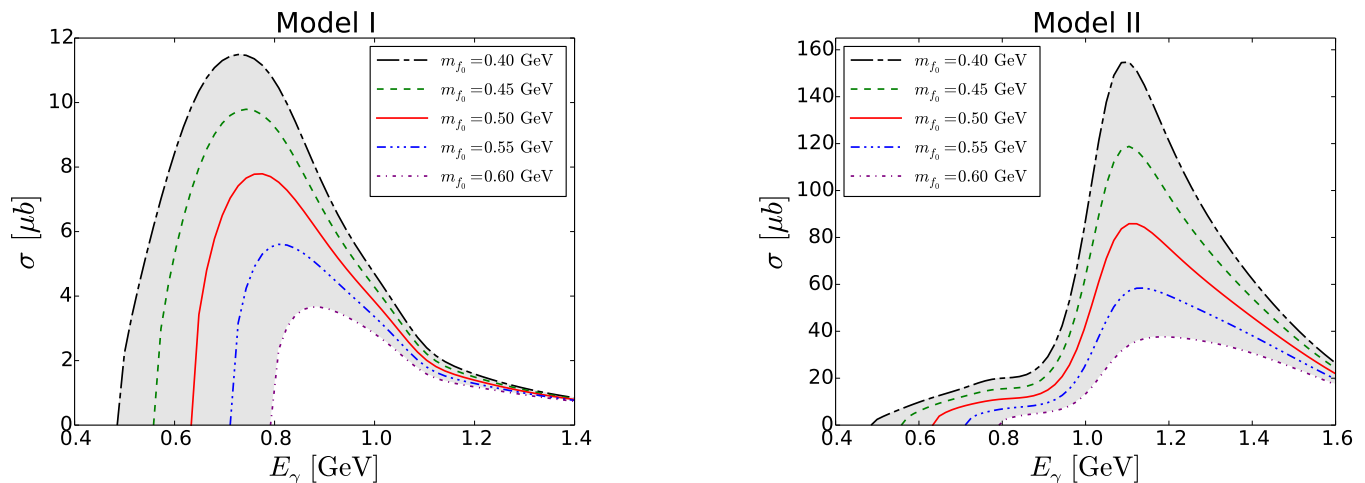 Model I
σ [μb]
12
10
8
6
4
2
0
m_{f_0}=0.40 GeV
m_{f_0}=0.45 GeV
m_{f_0}=0.50 GeV
m_{f_0}=0.55 GeV
m_{f_0}=0.60 GeV
0.4 0.6 0.8 1.0 1.2 1.4
E_γ [GeV]
Model II
σ [μb]
160
140
120
100
80
60
40
20
0
m_{f_0}=0.40 GeV
m_{f_0}=0.45 GeV
m_{f_0}=0.50 GeV
m_{f_0}=0.55 GeV
m_{f_0}=0.60 GeV
0.4 0.6 0.8 1.0 1.2 1.4 1.6
E_γ [GeV]